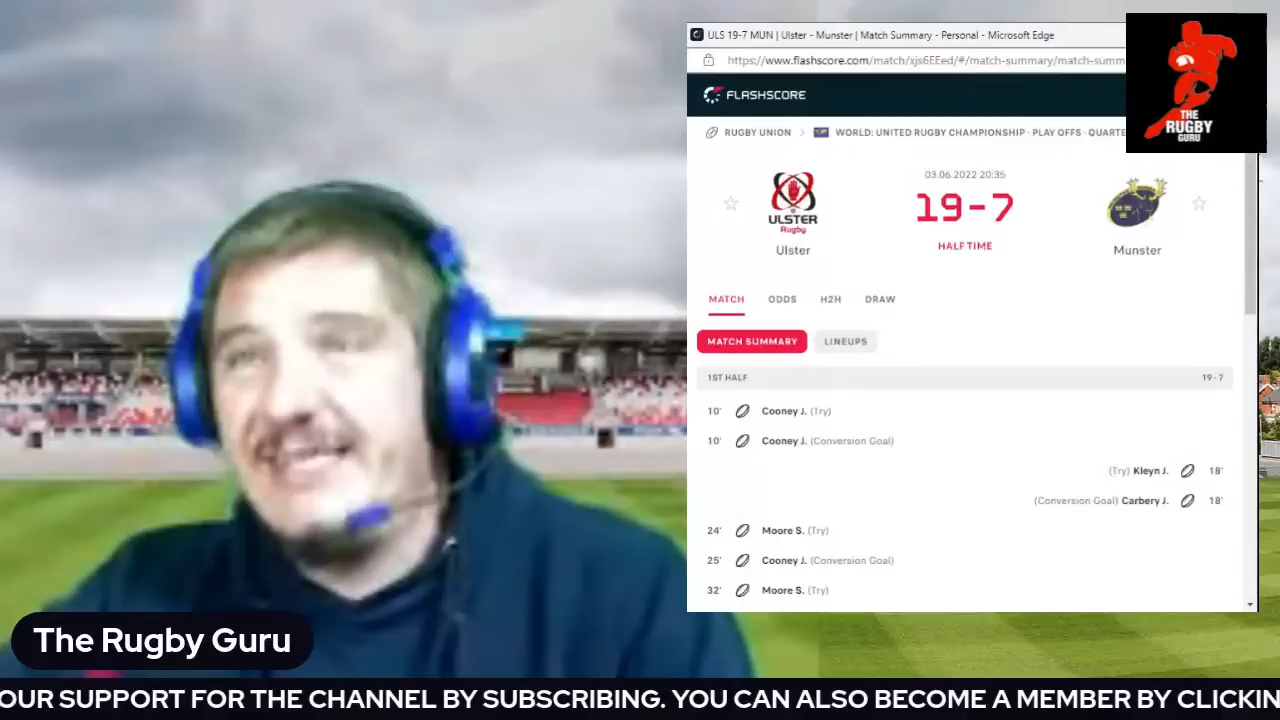 ULS 19-7 MUN | Ulster - Munster | Match Summary - Personal - Microsoft Edge
https://www.flashscore.com/match/xjs6EEed/#/match-summary/match-summ
FLASHSCORE
THE
RUGBY
GURU
RUGBY UNION > WORLD: UNITED RUGBY CHAMPIONSHIP - PLAY OFFS - QUARTE
03.06.2022 20:35
ULSTER
Rugby
19-7
HALF TIME
Ulster
Munster
MATCH ODDS H2H DRAW
MATCH SUMMARY LINEUPS
1ST HALF 19 - 7
10' Cooney J. (Try)
10' Cooney J. (Conversion Goal)
(Try) Kleyn J. 18'
(Conversion Goal) Carbery J. 18'
24' Moore S. (Try)
25' Cooney J. (Conversion Goal)
32' Moore S. (Try)
The Rugby Guru
OUR SUPPORT FOR THE CHANNEL BY SUBSCRIBING. YOU CAN ALSO BECOME A MEMBER BY CLICKIN